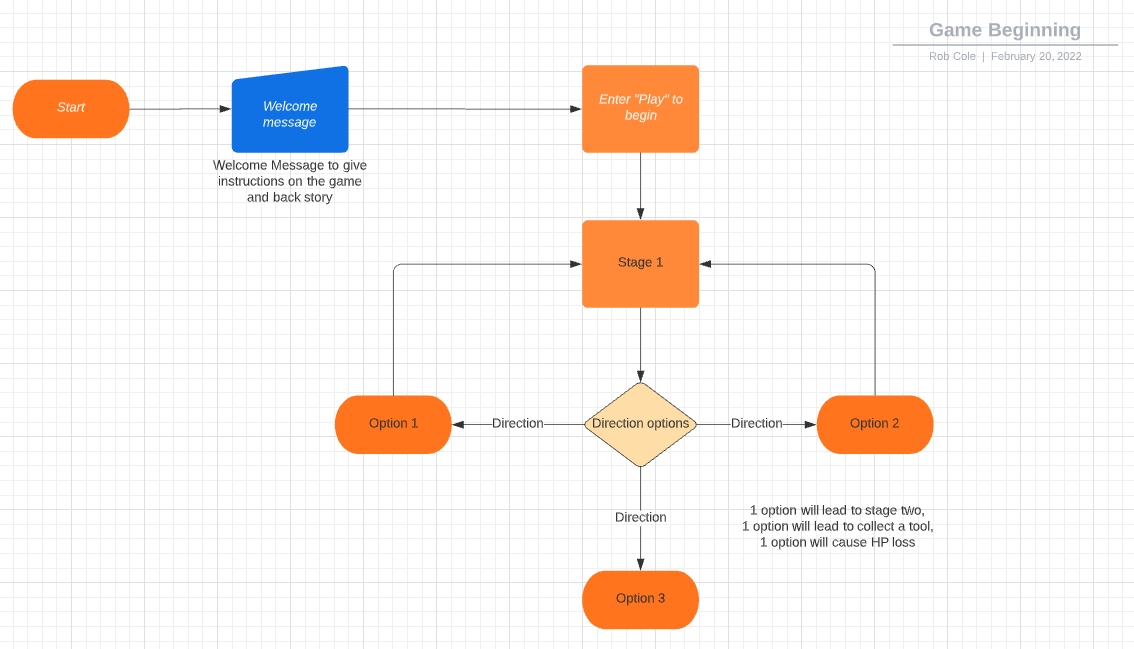 Game Beginning
Rob Cole | February 20, 2022
Start
Welcome
message
Enter "Play" to
begin
Welcome Message to give
instructions on the game
and back story
Stage 1
Option 1
Direction
Direction options
Direction
Option 2
Direction
1 option will lead to stage two,
1 option will lead to collect a tool,
1 option will cause HP loss
Option 3